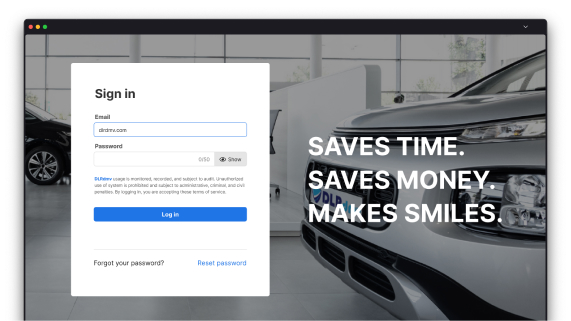 Sign in
Email
dlrdmv.com
Password
0/50 Show
DLRdmv usage is monitored, recorded, and subject to audit. Unauthorized
use of system is prohibited and subject to administrative, criminal, and civil
penalties. By logging in, you are accepting these terms of service.
Log in
Forgot your password? Reset password
SAVES TIME.
SAVES MONEY.
MAKES SMILES.